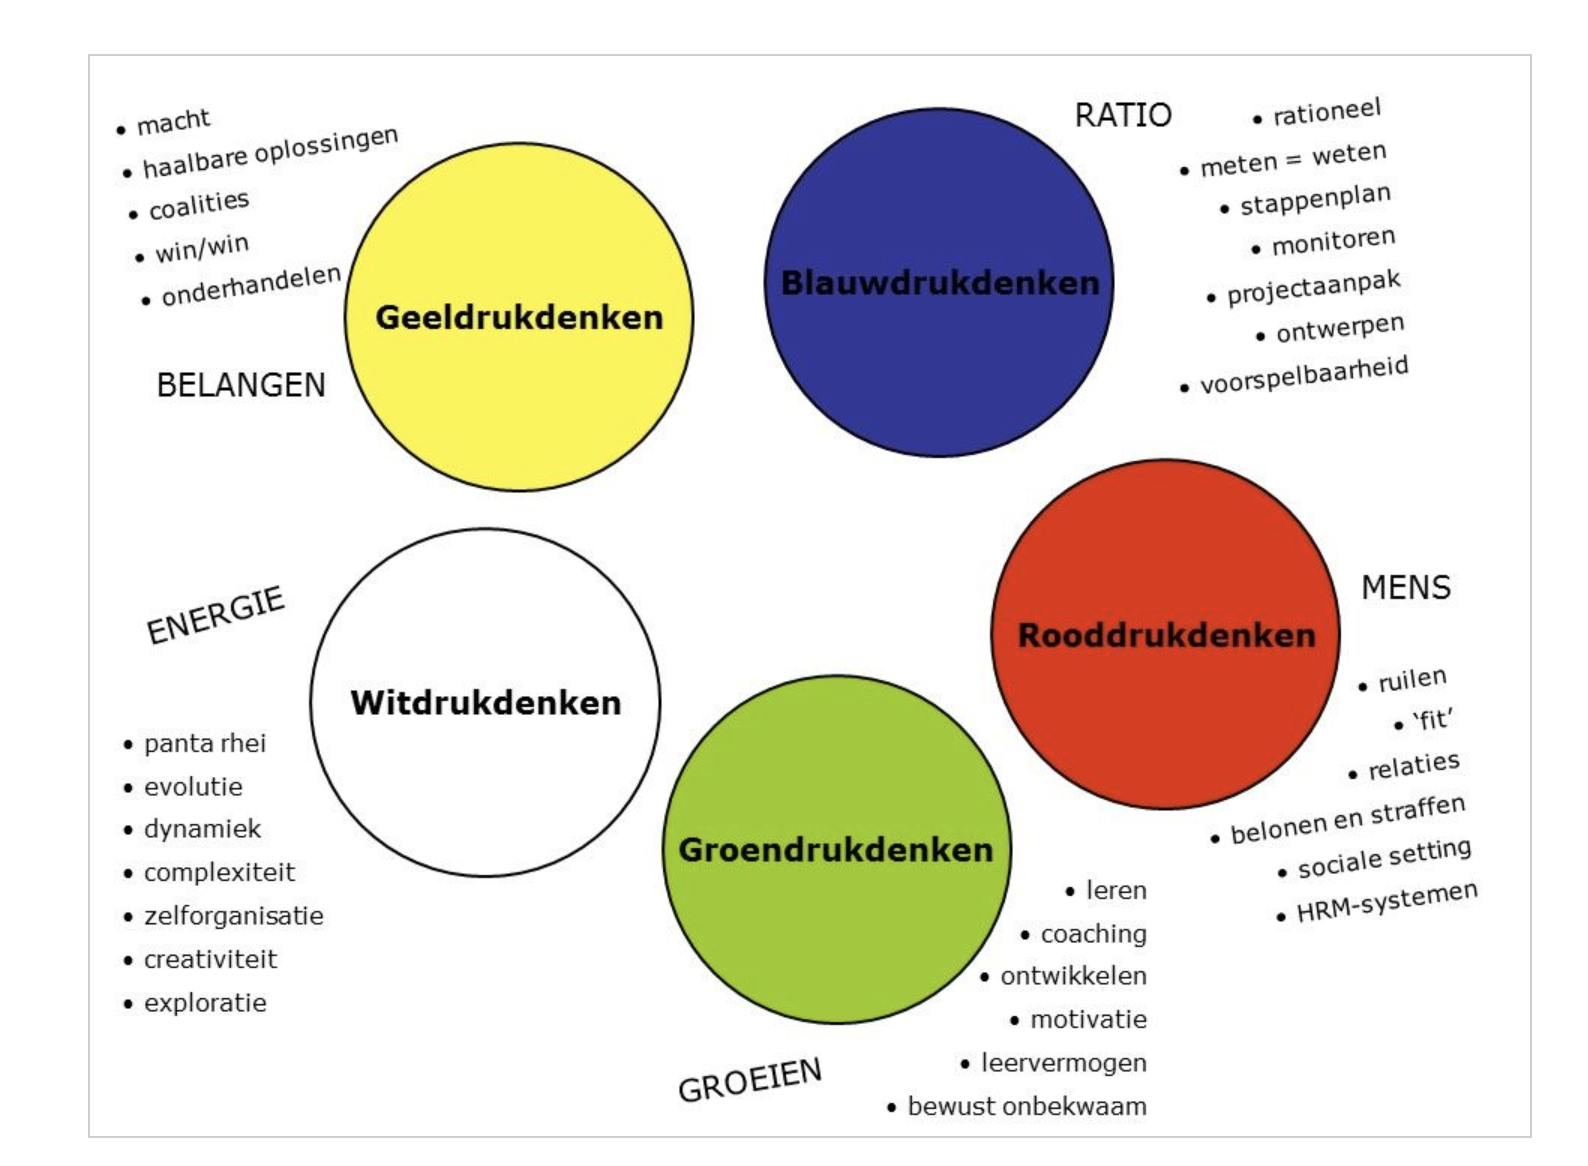 • macht
• haalbare oplossingen
• coalities
• win/win
• onderhandelen
BELANGEN
Geeldrukdenken
Blauwdrukdenken
RATIO
• rationeel
• meten = weten
• stappenplan
• monitoren
• projectaanpak
• ontwerpen
• voorspelbaarheid
Rooddrukdenken
MENS
• ruilen
• ‘fit’
• relaties
• belonen en straffen
• sociale setting
• HRM-systemen
ENERGIE
Witdrukdenken
• panta rhei
• evolutie
• dynamiek
• complexiteit
• zelforganisatie
• creativiteit
• exploratie
Groendrukdenken
GROEIEN
• leren
• coaching
• ontwikkelen
• motivatie
• leervermogen
• bewust onbekwaam